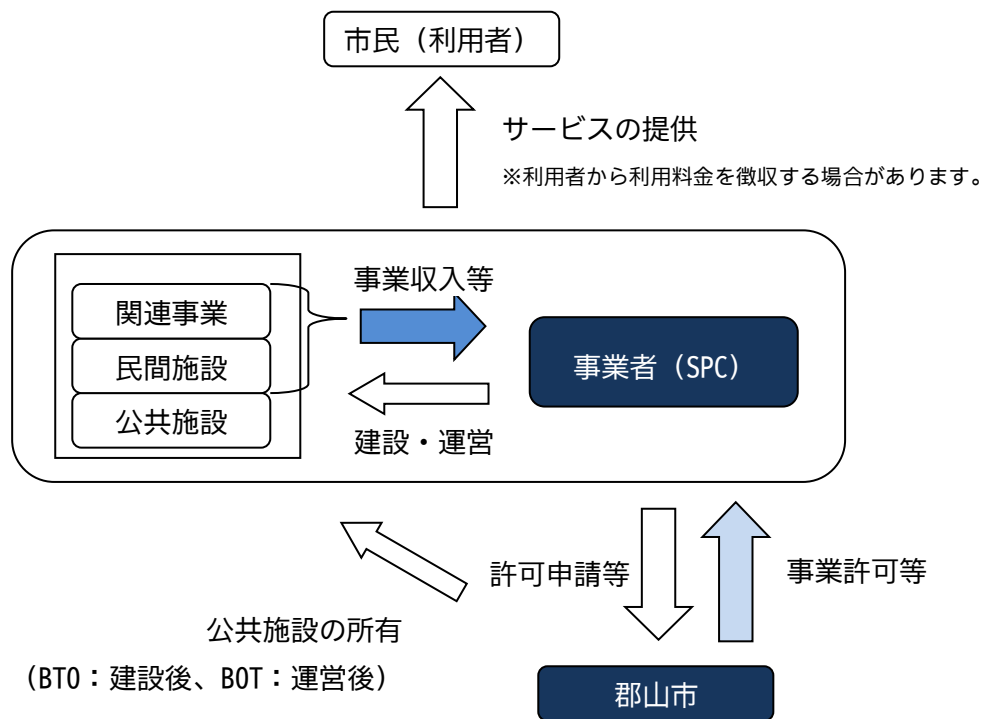 市民（利用者）
サービスの提供
※利用者から利用料金を徴収する場合があります。
事業収入等
関連事業
民間施設
公共施設
事業者（SPC）
建設・運営
許可申請等
事業許可等
公共施設の所有
（BTO：建設後、BOT：運営後）
郡山市